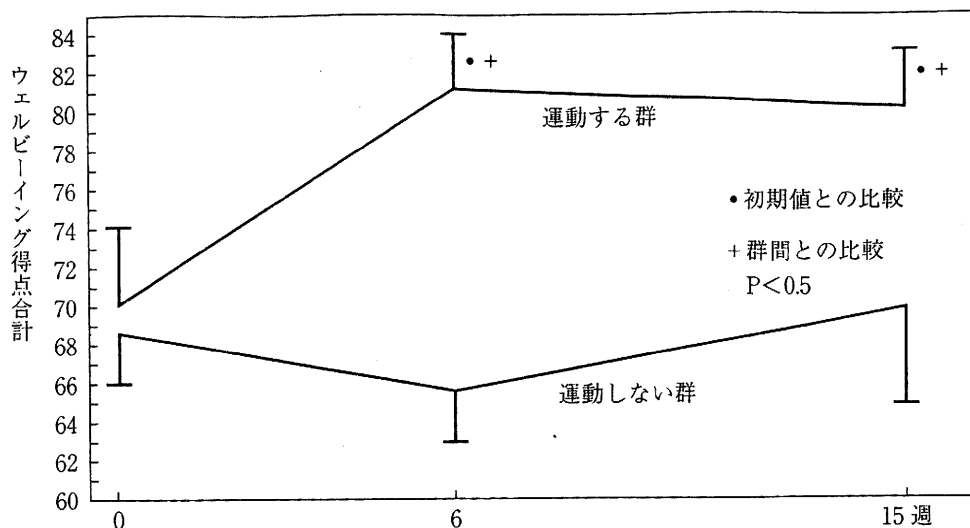 ウェルビーイング得点合計
84
82
80
78
76
74
72
70
68
66
64
62
60
• +
• +
運動する群
• 初期値との比較
+ 群間との比較
P<0.5
運動しない群
0
6
15 週